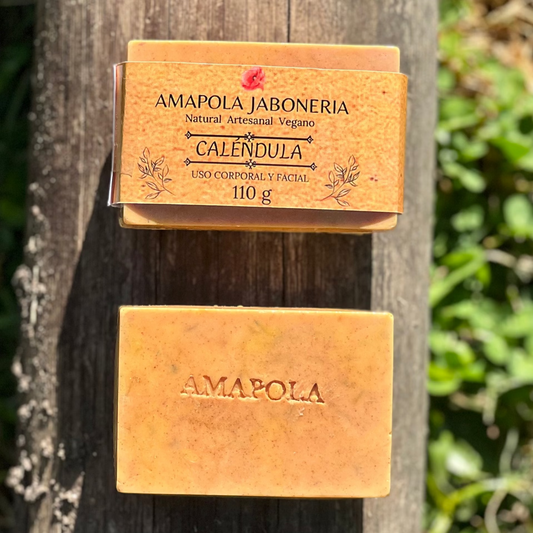 AMAPOLA JABONERIA
Natural Artesanal Vegano
CALÉNDULA
USO CORPORAL Y FACIAL
110 g
AMAPOLA